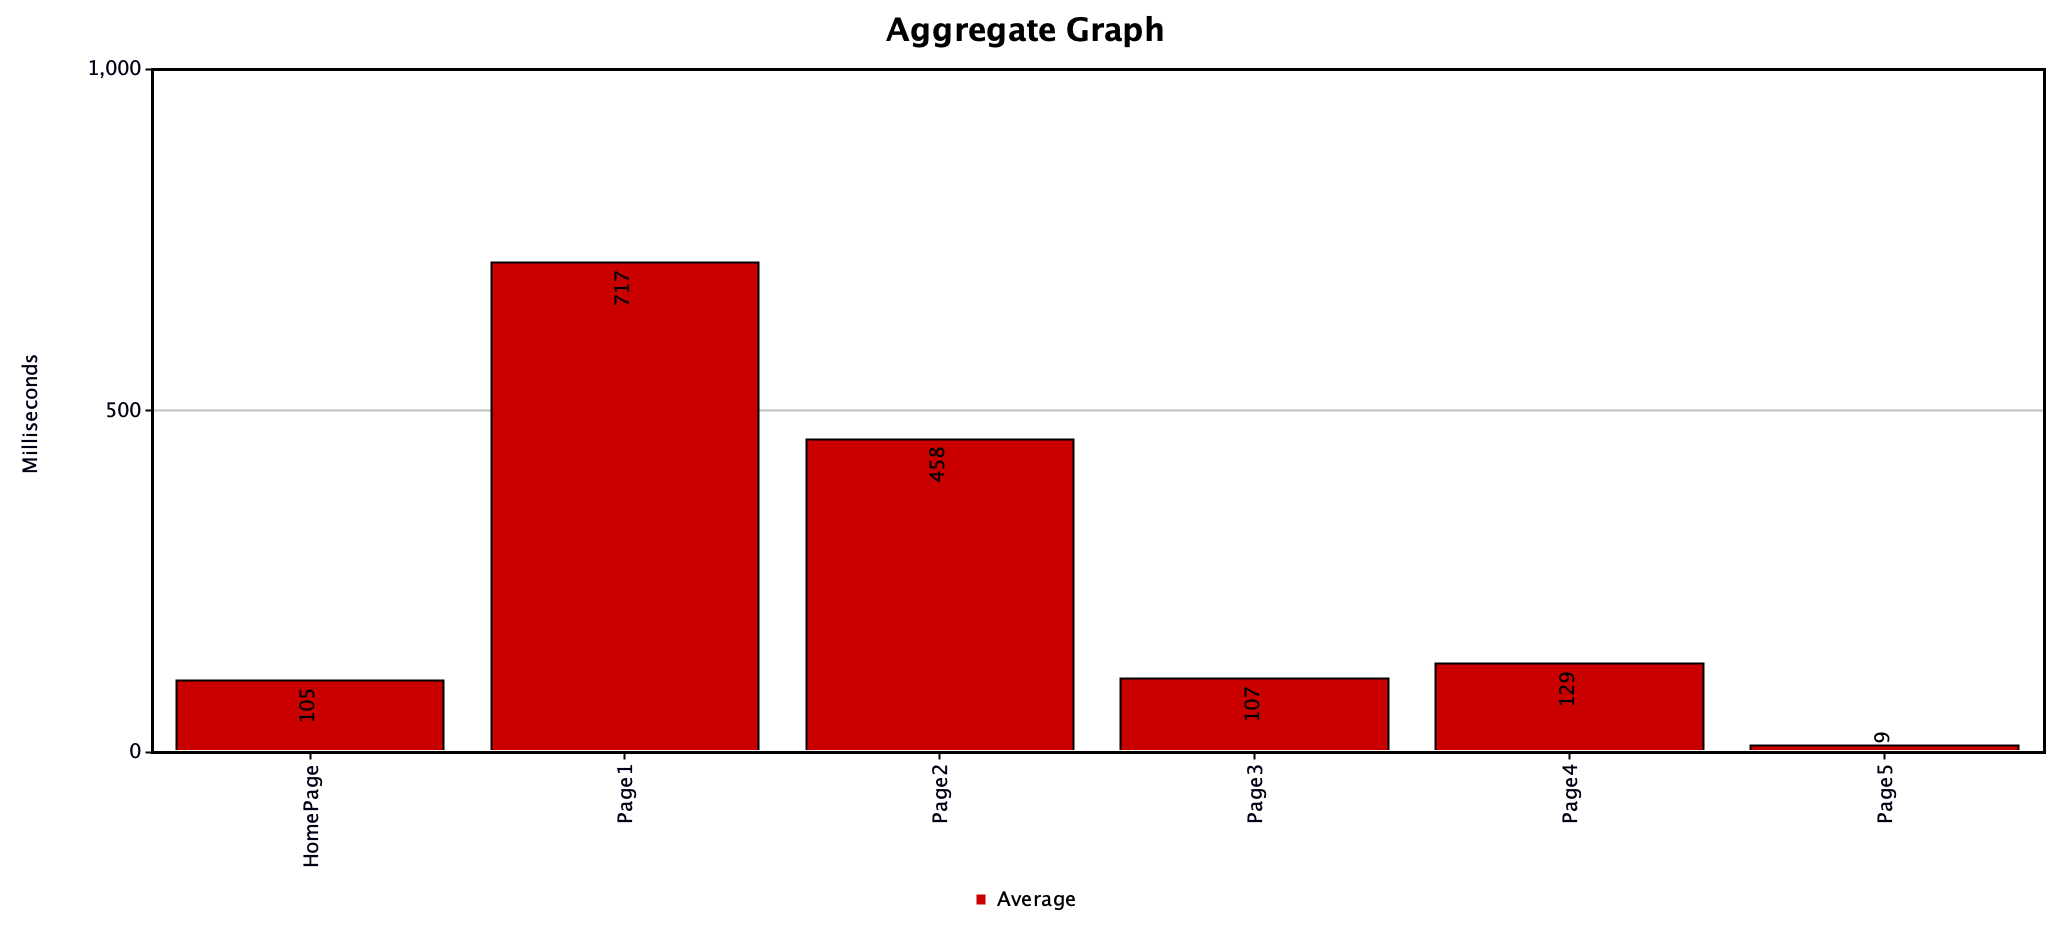 Aggregate Graph
1,000
500
0
Milliseconds
105
717
458
107
129
9
HomePage
Page1
Page2
Page3
Page4
Page5
Average